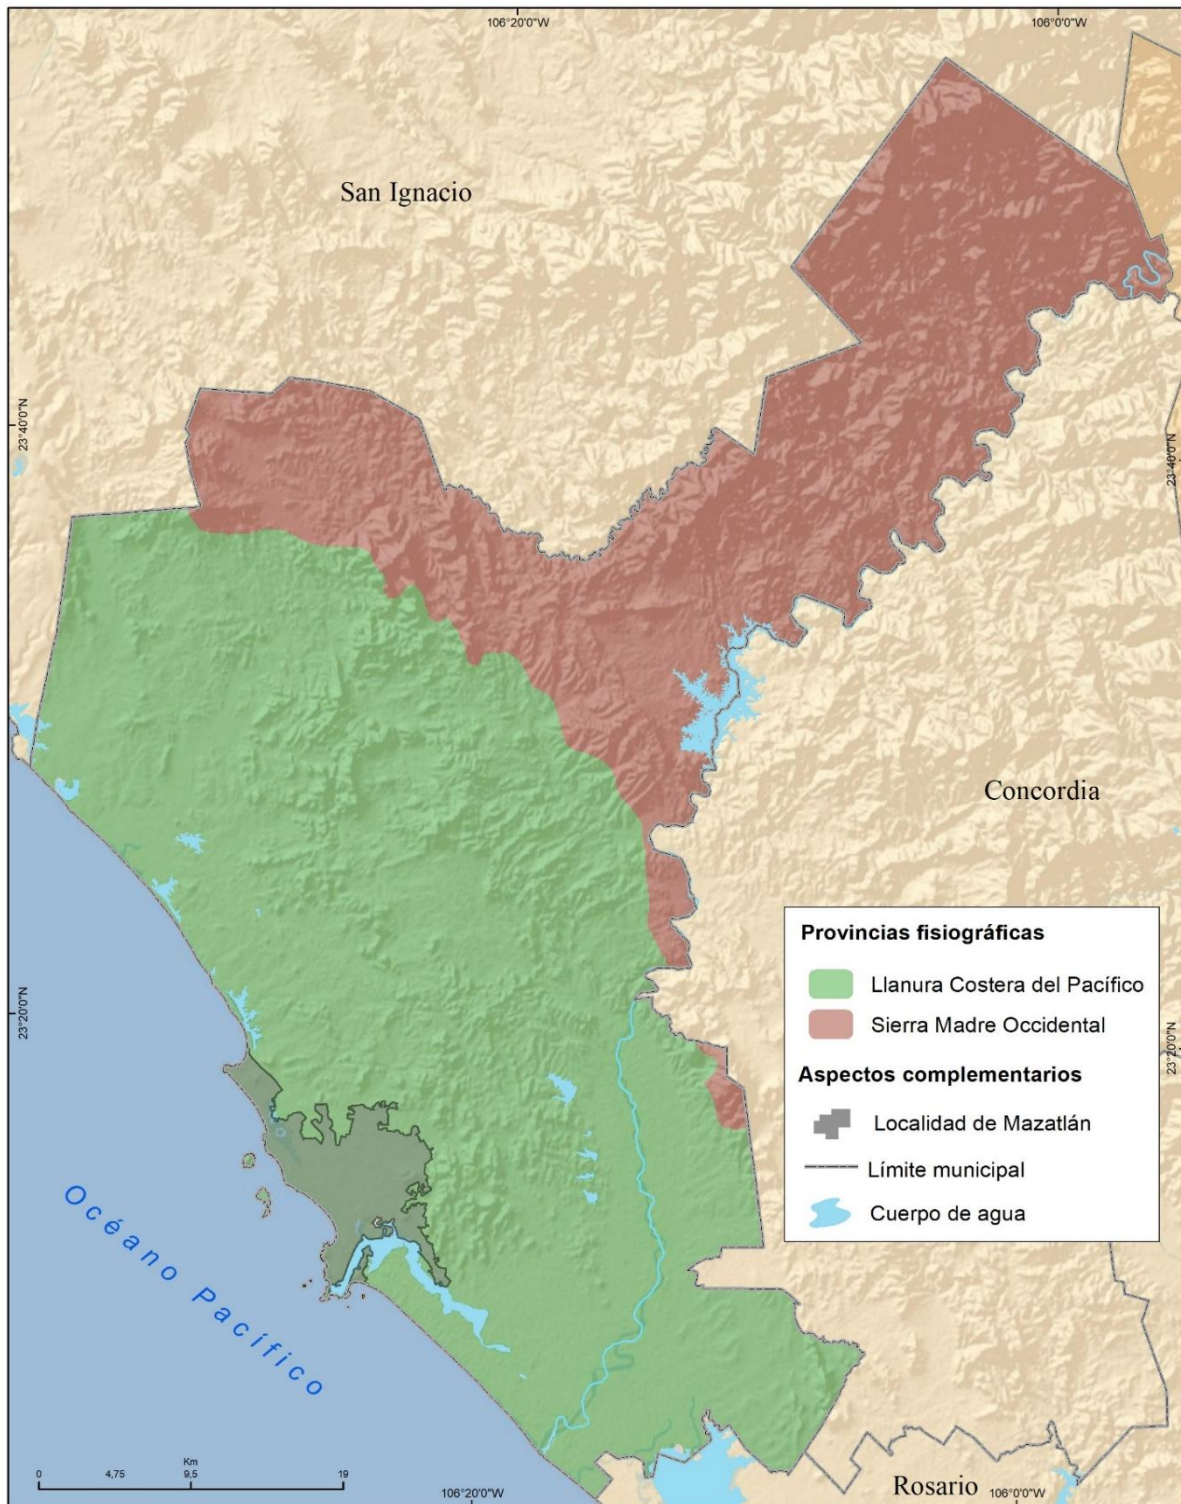 106°20'0"W
106°0'0"W
San Ignacio
23°40'0"N
23°40'0"N
Concordia
Provincias fisiográficas
Llanura Costera del Pacífico
Sierra Madre Occidental
Aspectos complementarios
Localidad de Mazatlán
Límite municipal
Cuerpo de agua
23°20'0"N
23°20'0"N
Océano Pacífico
Km
0 4,75 9,5 19
Rosario
106°20'0"W
106°0'0"W